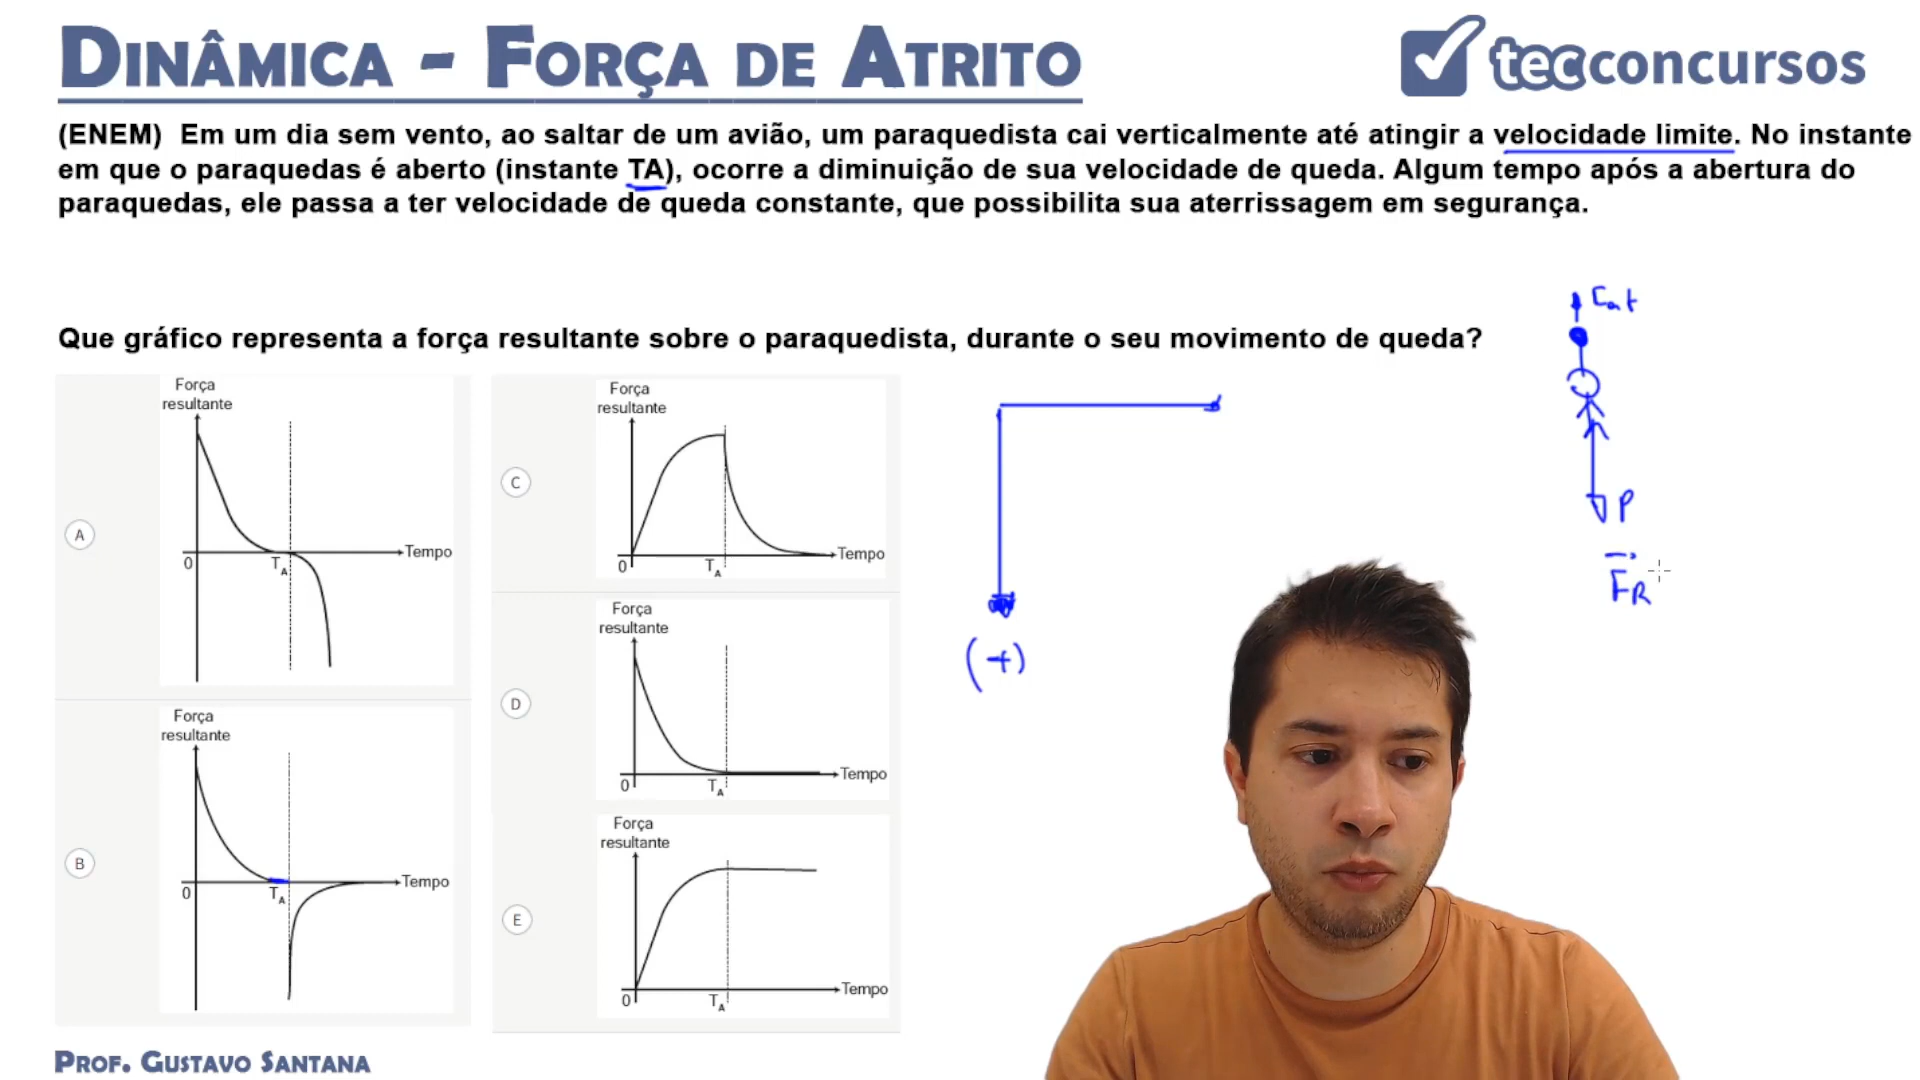 DINÂMICA - FORÇA DE ATRITO
tecconcursos
(ENEM) Em um dia sem vento, ao saltar de um avião, um paraquedista cai verticalmente até atingir a velocidade limite. No instante
em que o paraquedas é aberto (instante TA), ocorre a diminuição de sua velocidade de queda. Algum tempo após a abertura do
paraquedas, ele passa a ter velocidade de queda constante, que possibilita sua aterrissagem em segurança.
Que gráfico representa a força resultante sobre o paraquedista, durante o seu movimento de queda?
A
Força
resultante
0
TA
Tempo
B
Força
resultante
0
TA
Tempo
C
Força
resultante
0
TA
Tempo
D
Força
resultante
0
TA
Tempo
E
Força
resultante
0
TA
Tempo
(+)
Fat
P
FR
PROF. GUSTAVO SANTANA